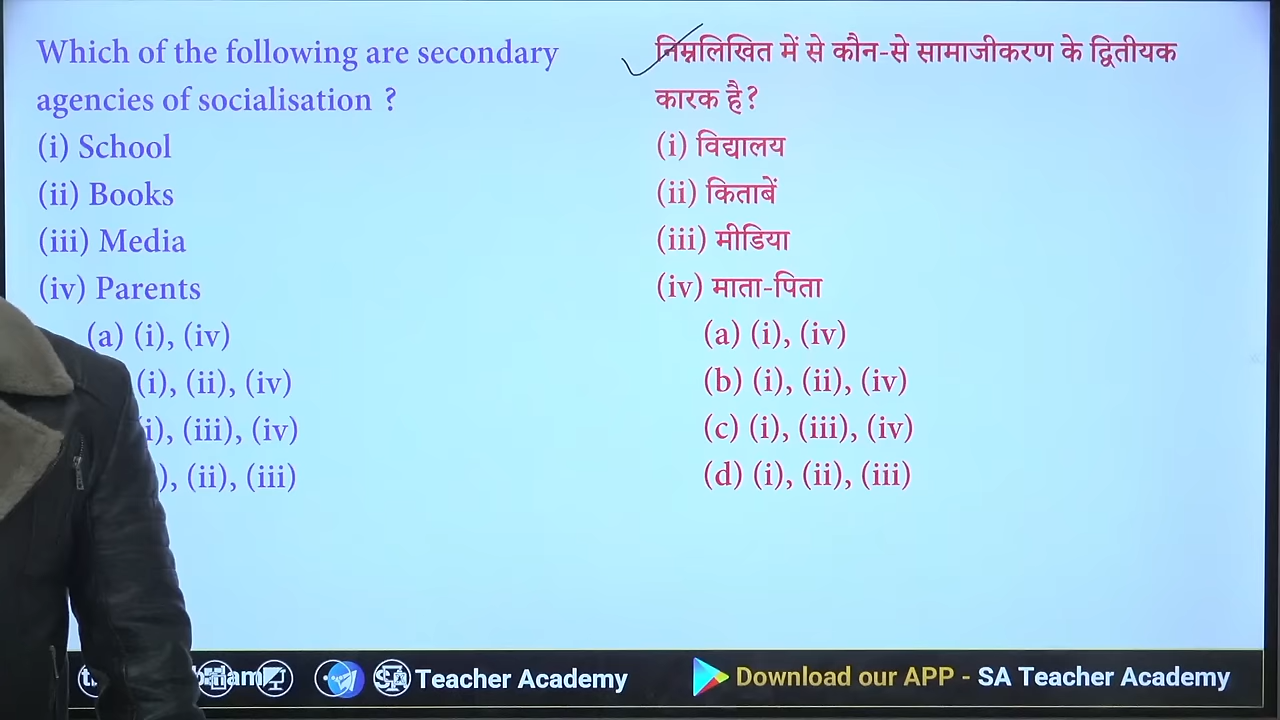 Which of the following are secondary
agencies of socialisation ?
(i) School
(ii) Books
(iii) Media
(iv) Parents
(a) (i), (iv)
(i), (ii), (iv)
i), (iii), (iv)
), (ii), (iii)
निम्नलिखित में से कौन-से सामाजीकरण के द्वितीयक
कारक है?
(i) विद्यालय
(ii) किताबें
(iii) मीडिया
(iv) माता-पिता
(a) (i), (iv)
(b) (i), (ii), (iv)
(c) (i), (iii), (iv)
(d) (i), (ii), (iii)
Teacher Academy
Download our APP - SA Teacher Academy